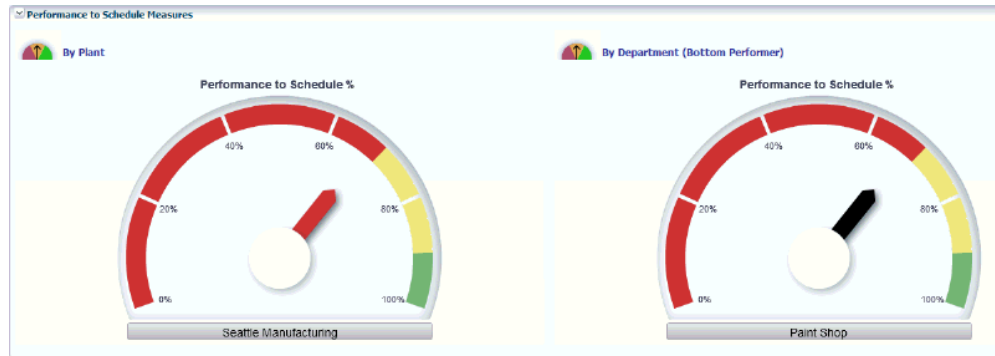 Performance to Schedule Measures
By Plant
Performance to Schedule %
40%
60%
20%
80%
0%
100%
Seattle Manufacturing
By Department (Bottom Performer)
Performance to Schedule %
40%
60%
20%
80%
0%
100%
Paint Shop